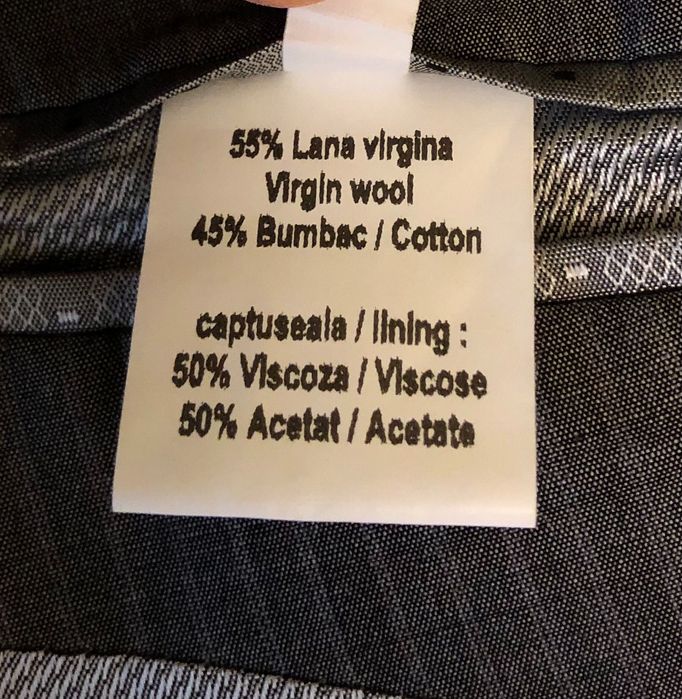 55% Lana virgina
Virgin wool
45% Bumbac / Cotton
captuseala / lining :
50% Viscoza / Viscose
50% Acetat / Acetate